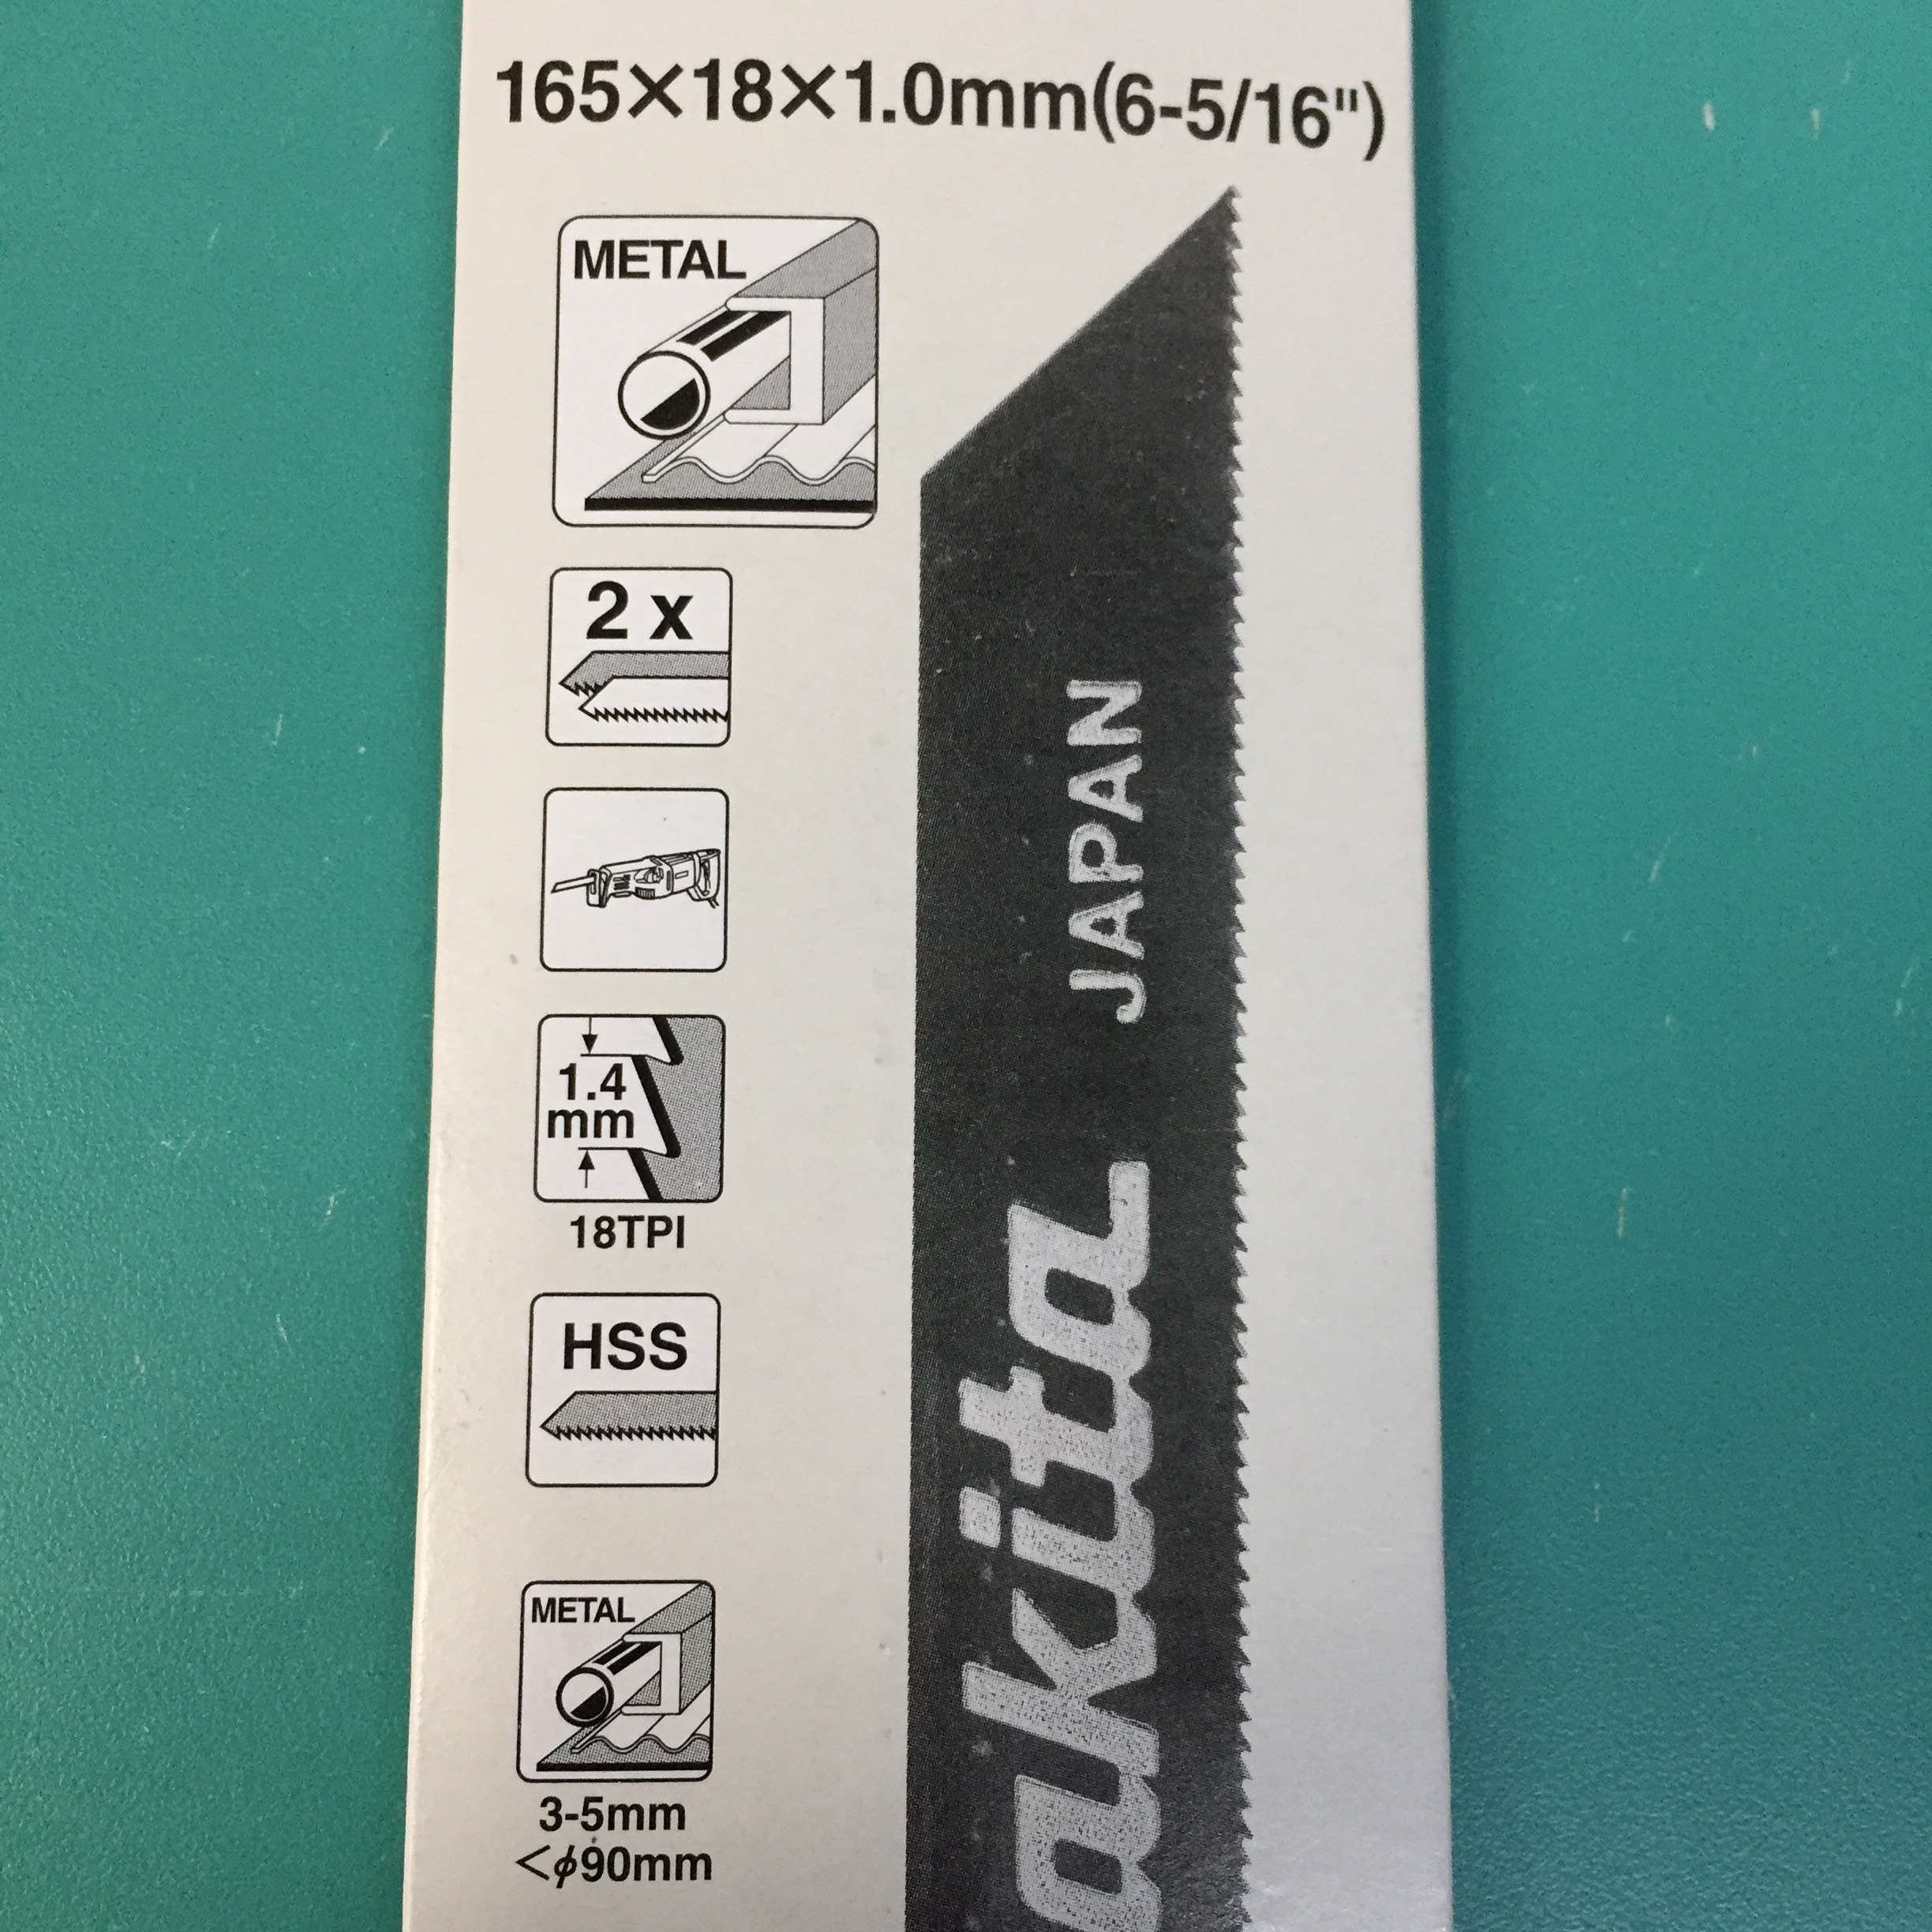 165×18×1.0mm(6-5/16")
METAL
2 x
1.4
mm
18TPI
HSS
METAL
3-5mm
<φ90mm
JAPAN
akita